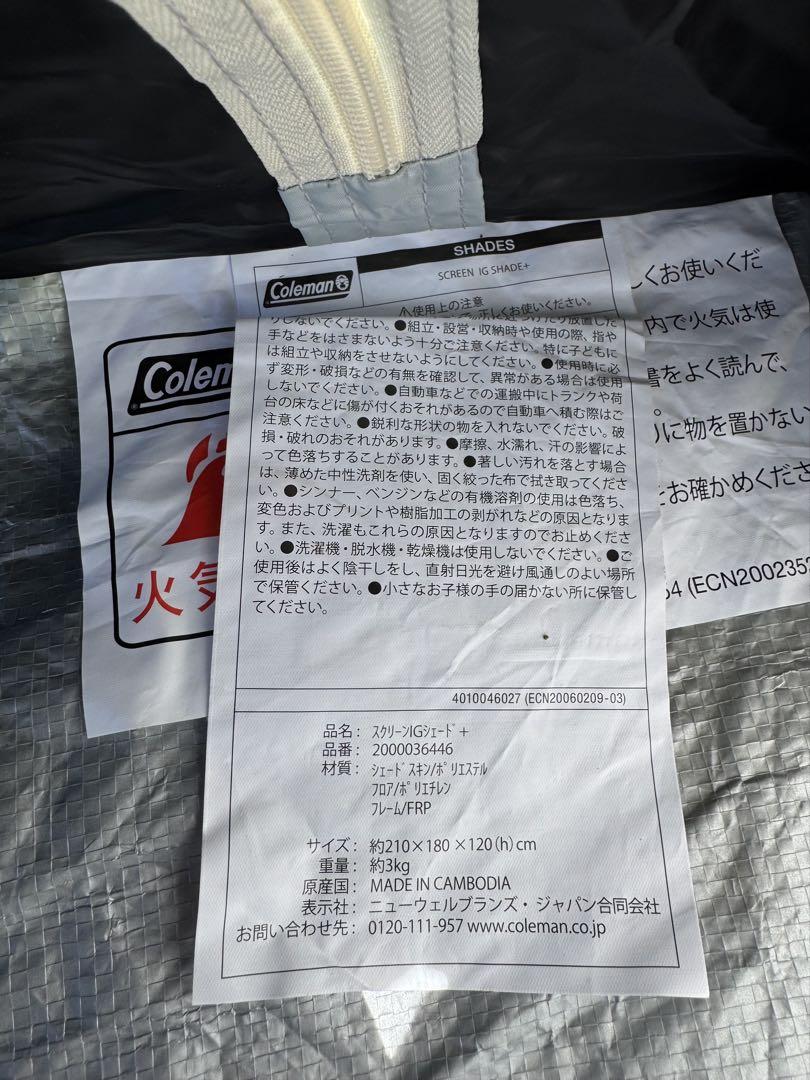 SHADES
SCREEN IG SHADE+
Coleman
⚠使用上の注意
しくお使いください。
りしないでください。●組立・設営・収納時や使用の際、指や
手などをはさまないよう十分ご注意ください。特に子どもに
は組立や収納をさせないようにしてください。●使用時に必
ず変形・破損などの有無を確認して、異常がある場合は使用
しないでください。●自動車などでの運搬中にトランクや荷
台の床などに傷が付くおそれがあるので自動車へ積む際はご
注意ください。●鋭利な形状の物を入れないでください。破
損・破れのおそれがあります。●摩擦、水濡れ、汗の影響によ
って色落ちすることがあります。●著しい汚れを落とす場合
は、薄めた中性洗剤を使い、固く絞った布で拭き取ってくださ
い。●シンナー、ベンジンなどの有機溶剤の使用は色落ち、
変色およびプリントや樹脂加工の剥がれなどの原因となりま
す。また、洗濯もこれらの原因となりますのでお止めくださ
い。●洗濯機・脱水機・乾燥機は使用しないでください。●ご
使用後はよく陰干しをし、直射日光を避け風通しのよい場所
で保管ください。●小さなお子様の手の届かない所に保管し
てください。
4010046027 (ECN20060209-03)
品名: スクリーンIGシェード+
品番: 2000036446
材質: シェードスキン/ポリエステル
フロア/ポリエチレン
フレーム/FRP
サイズ: 約210×180×120(h)cm
重量: 約3kg
原産国: MADE IN CAMBODIA
表示社: ニューウェルブランズ・ジャパン合同会社
お問い合わせ先: 0120-111-957 www.coleman.co.jp
Colem
火気
しくお使いくだ
内で火気は使
書をよく読んで、
りに物を置かない
とお確かめくださ
54 (ECN2002352